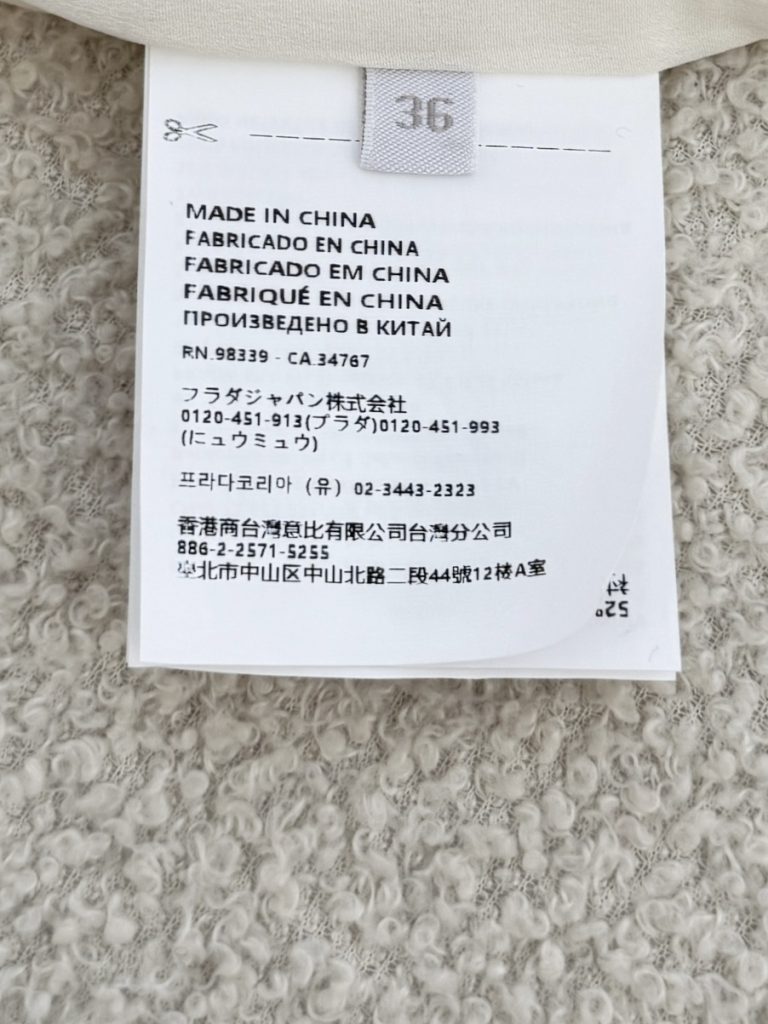 36
MADE IN CHINA
FABRICADO EN CHINA
FABRICADO EM CHINA
FABRIQUÉ EN CHINA
ПРОИЗВЕДЕНО В КИТАЙ
RN.98339 - CA.34767
プラダジャパン株式会社
0120-451-913(プラダ)0120-451-993
(にュウミュウ)
프라다코리아 (유) 02-3443-2323
香港商台灣意比有限公司台灣分公司
886-2-2571-5255
臺北市中山区中山北路二段44號12楼A室